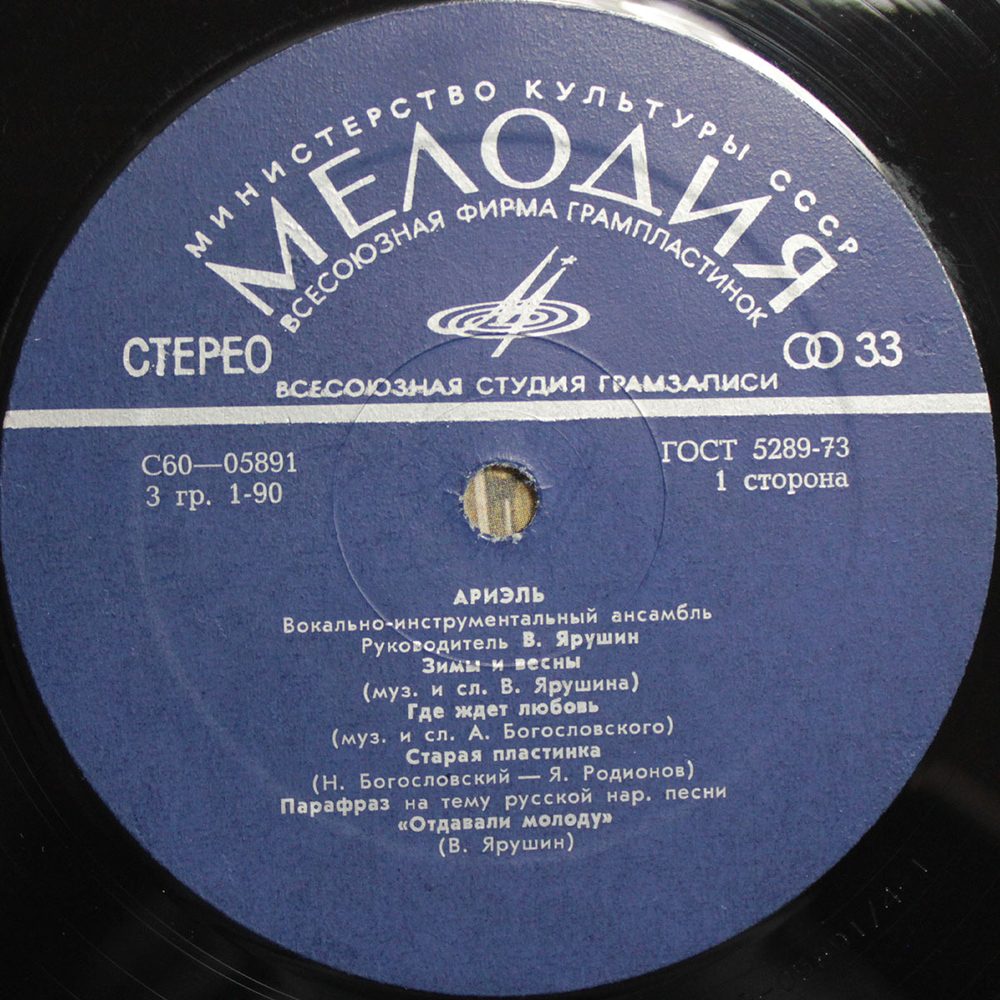 МИНИСТЕРСТВО КУЛЬТУРЫ СССР
МЕЛОДИЯ
ВСЕСОЮЗНАЯ ФИРМА ГРАМПЛАСТИНОК
СТЕРЕО
33
ВСЕСОЮЗНАЯ СТУДИЯ ГРАМЗАПИСИ
С60—05891
ГОСТ 5289-73
3 гр. 1-90
1 сторона
АРИЭЛЬ
Вокально-инструментальный ансамбль
Руководитель В. Ярушин
Зимы и весны
(муз. и сл. В. Ярушина)
Где ждет любовь
(муз. и сл. А. Богословского)
Старая пластинка
(Н. Богословский — Я. Родионов)
Парафраз на тему русской нар. песни
«Отдавали молоду»
(В. Ярушин)